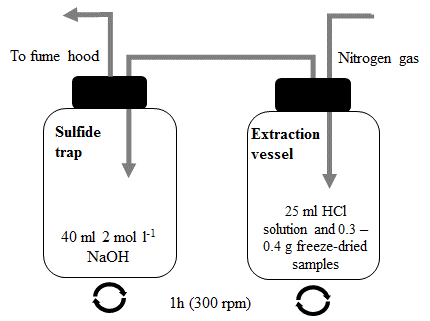 To fume hood
Nitrogen gas
Sulfide
trap
40 ml 2 mol l⁻¹
NaOH
Extraction
vessel
25 ml HCl
solution and 0.3 –
0.4 g freeze-dried
samples
1h (300 rpm)